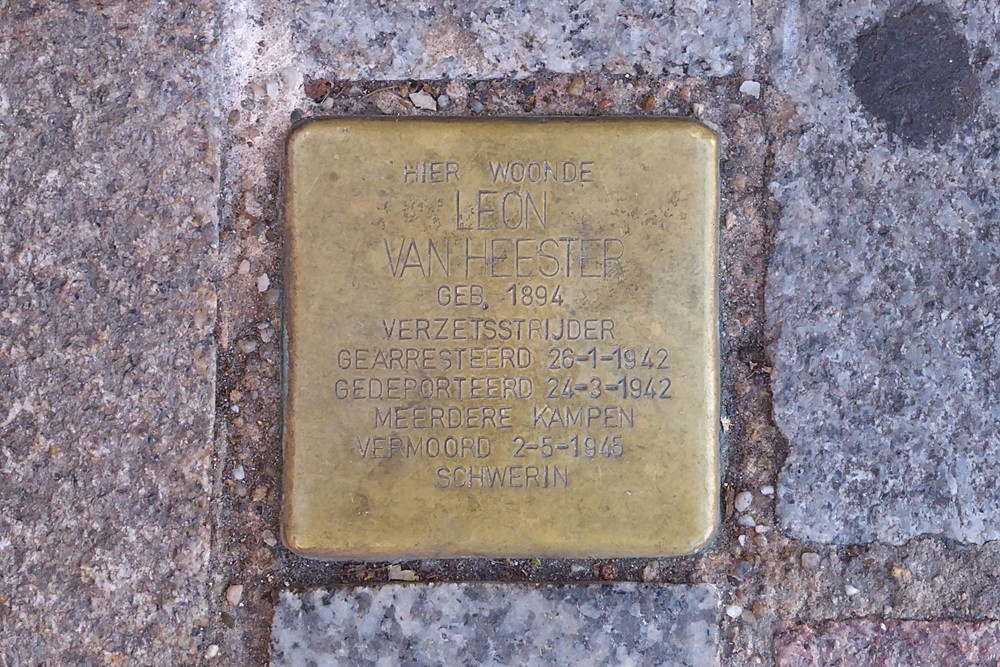 HIER WOONDE
LEON
VAN HEESTER
GEB. 1894
VERZETSSTRIJDER
GEARRESTEERD 26-1-1942
GEDEPORTEERD 24-3-1942
MEERDERE KAMPEN
VERMOORD 2-5-1945
SCHWERIN